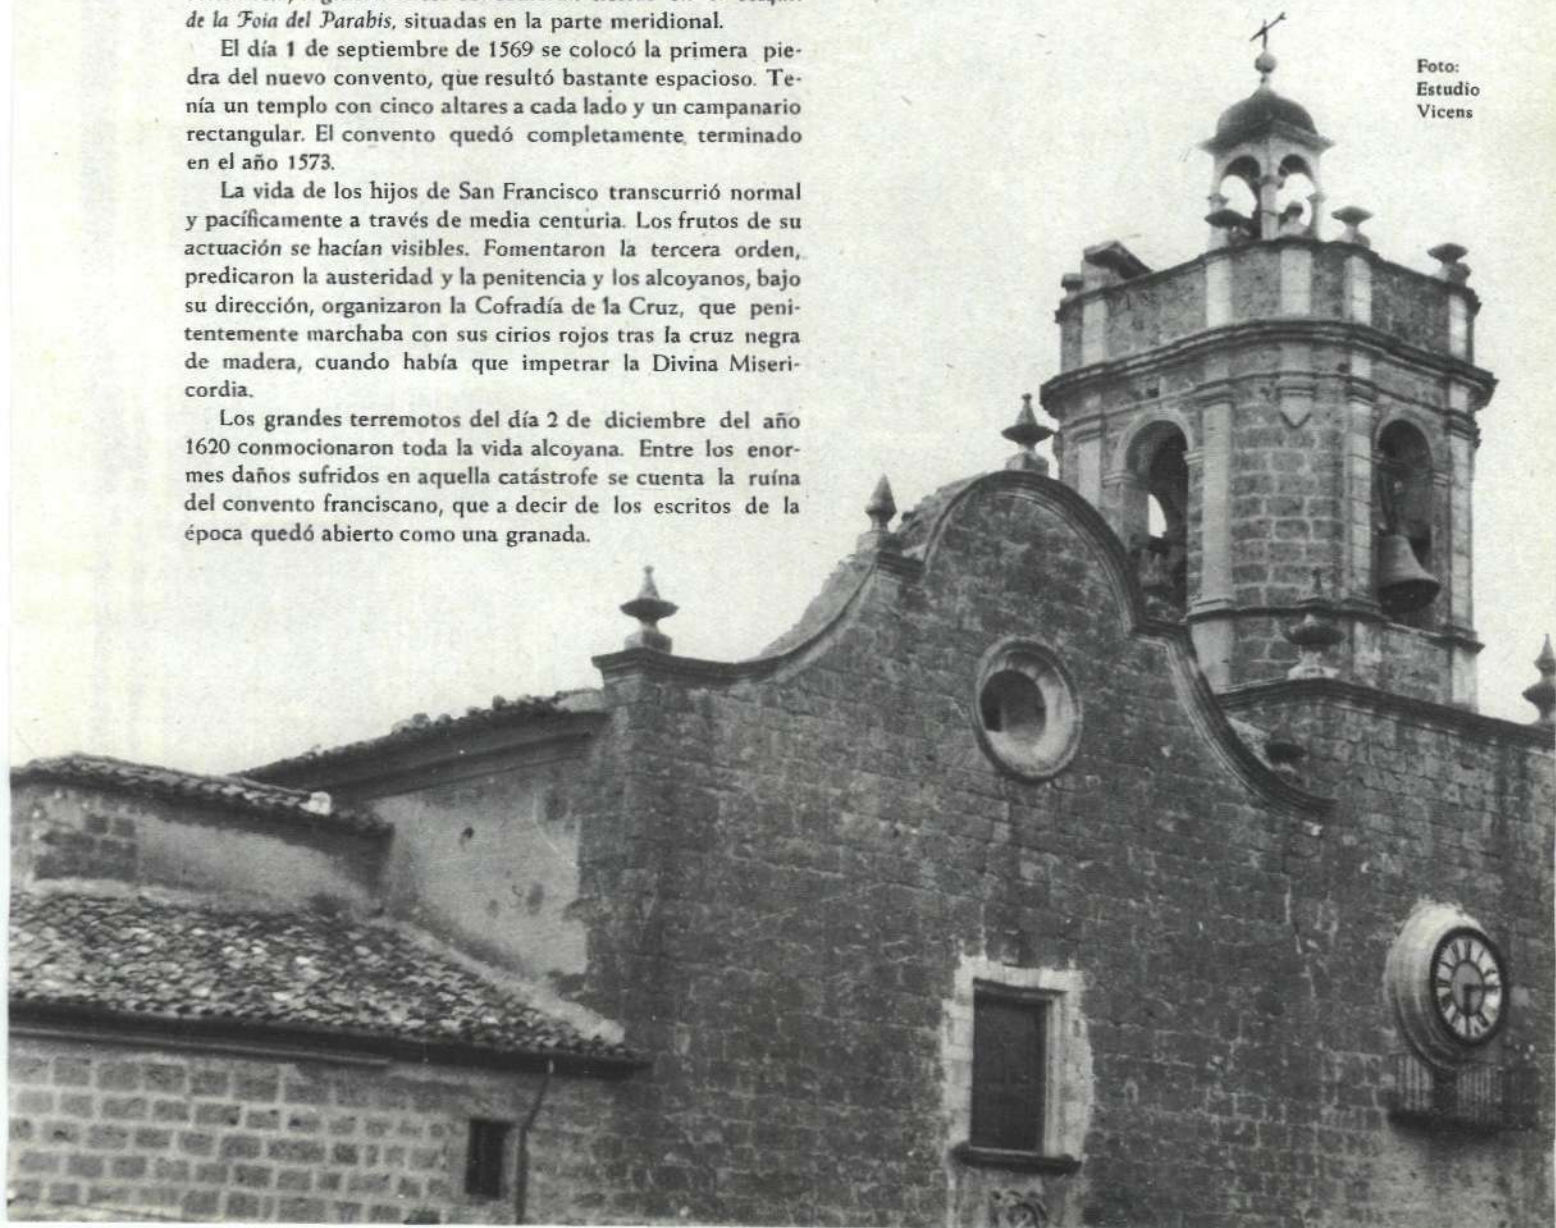 de la Foia del Parabis, situadas en la parte meridional.
El día 1 de septiembre de 1569 se colocó la primera pie-
dra del nuevo convento, que resultó bastante espacioso. Te-
nía un templo con cinco altares a cada lado y un campanario
rectangular. El convento quedó completamente terminado
en el año 1573.
La vida de los hijos de San Francisco transcurrió normal
y pacíficamente a través de media centuria. Los frutos de su
actuación se hacían visibles. Fomentaron la tercera orden,
predicaron la austeridad y la penitencia y los alcoyanos, bajo
su dirección, organizaron la Cofradía de la Cruz, que peni-
tentemente marchaba con sus cirios rojos tras la cruz negra
de madera, cuando había que impetrar la Divina Miseri-
cordia.
Los grandes terremotos del día 2 de diciembre del año
1620 conmocionaron toda la vida alcoyana. Entre los enor-
mes daños sufridos en aquella catástrofe se cuenta la ruína
del convento franciscano, que a decir de los escritos de la
época quedó abierto como una granada.
Foto:
Estudio
Vicens